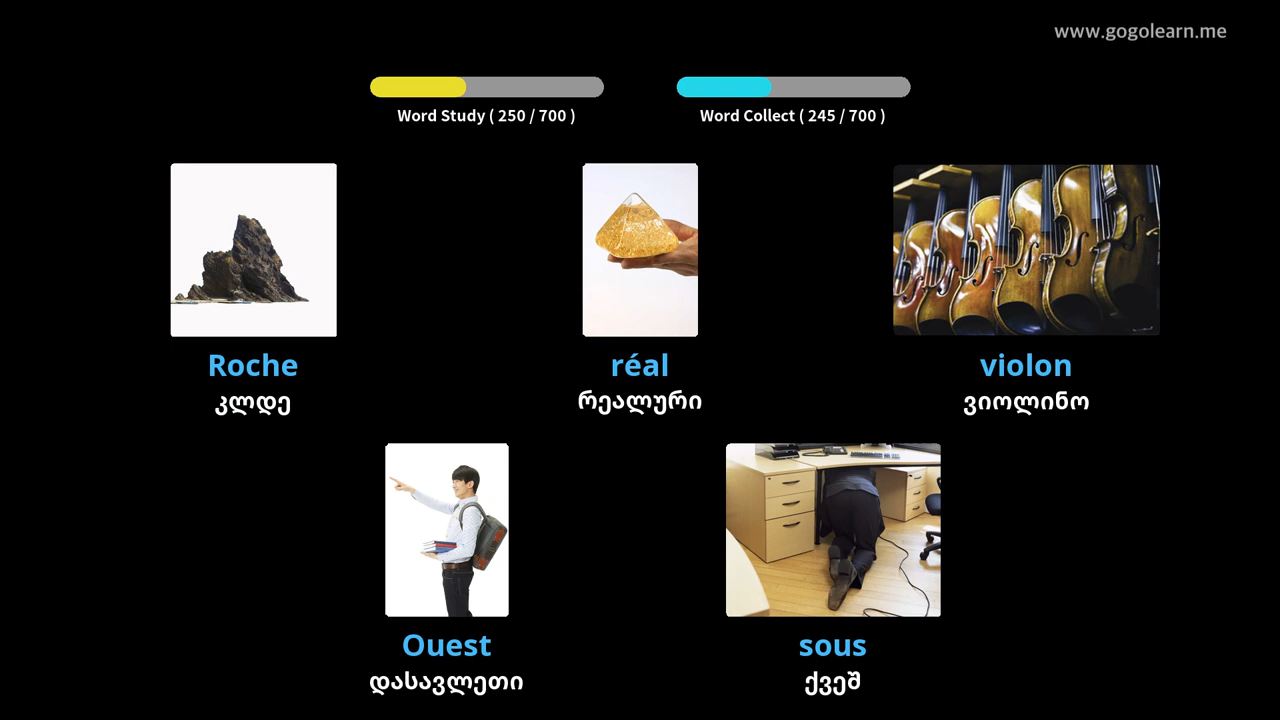 www.gogolearn.me
Word Study ( 250 / 700 )
Word Collect ( 245 / 700 )
Roche
კლდე
réal
რეალური
violon
ვიოლინო
Ouest
დასავლეთი
sous
ქვეშ